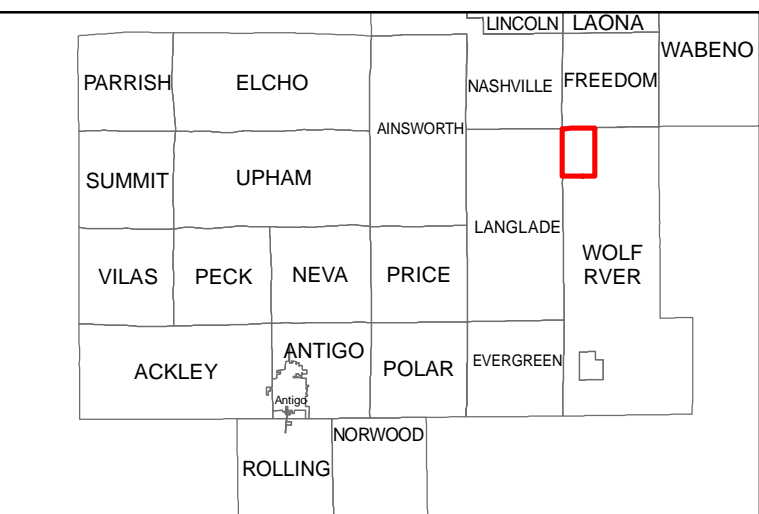 LINCOLN LAONA
WABENO
PARRISH ELCHO NASHVILLE FREEDOM
AINSWORTH
SUMMIT UPHAM
LANGLADE
VILAS PECK NEVA PRICE WOLF
RVER
ANTIGO
ACKLEY POLAR EVERGREEN
Antigo
NORWOOD
ROLLING